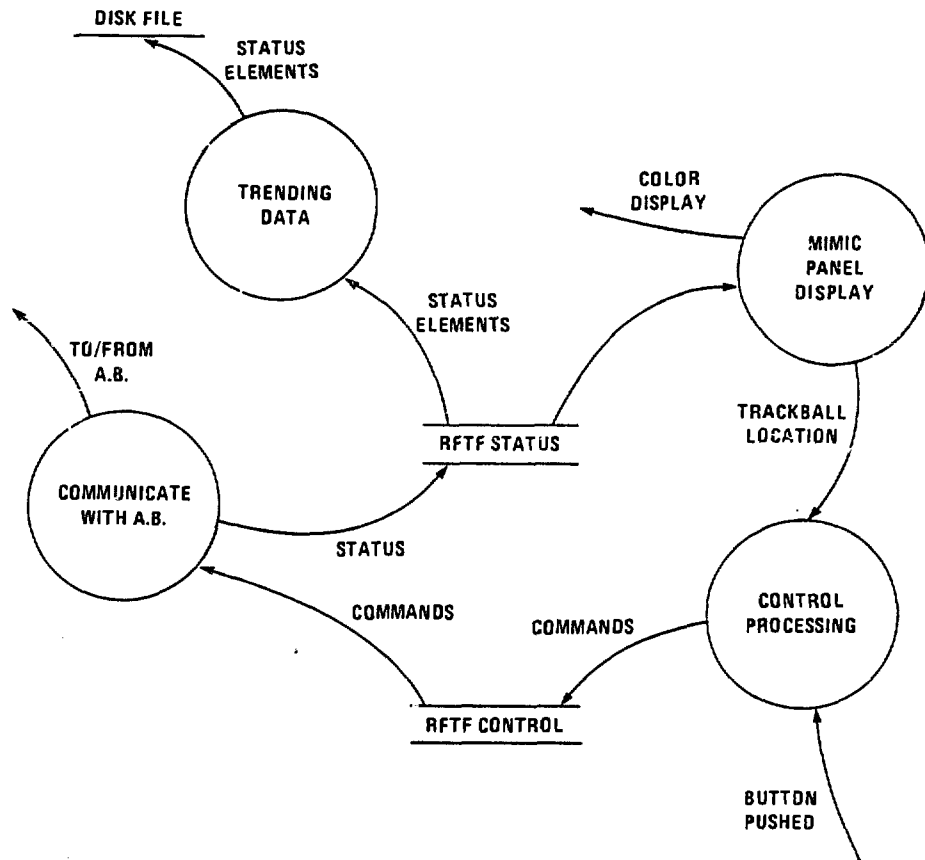 DISK FILE
STATUS
ELEMENTS
TRENDING
DATA
COLOR
DISPLAY
MIMIC
PANEL
DISPLAY
STATUS
ELEMENTS
TO/FROM
A.B.
TRACKBALL
LOCATION
RFTF STATUS
COMMUNICATE
WITH A.B.
STATUS
CONTROL
PROCESSING
COMMANDS
COMMANDS
RFTF CONTROL
BUTTON
PUSHED